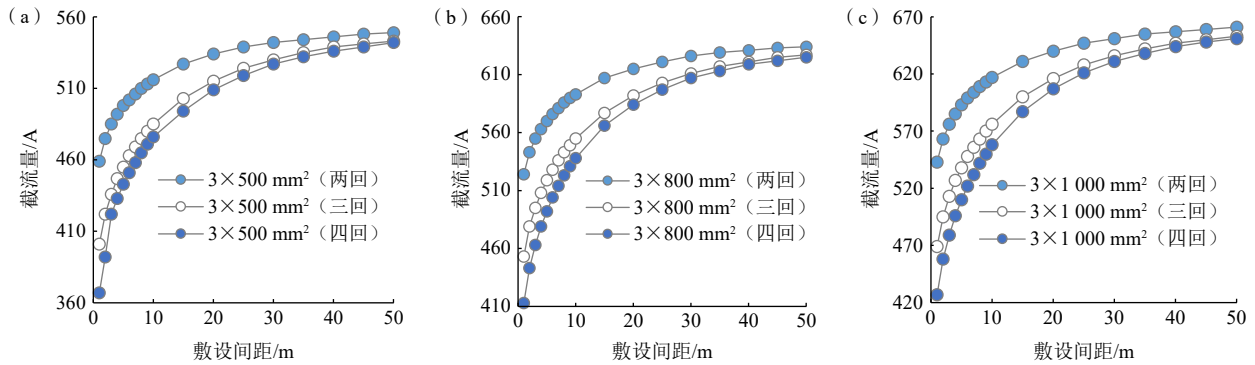 （a）
560
510
460
410
360
截流量/A
3×500 mm²（两回）
3×500 mm²（三回）
3×500 mm²（四回）
0 10 20 30 40 50
敷设间距/m
（b）
660
610
560
510
460
410
截流量/A
3×800 mm²（两回）
3×800 mm²（三回）
3×800 mm²（四回）
0 10 20 30 40 50
敷设间距/m
（c）
670
620
570
520
470
420
截流量/A
3×1 000 mm²（两回）
3×1 000 mm²（三回）
3×1 000 mm²（四回）
0 10 20 30 40 50
敷设间距/m